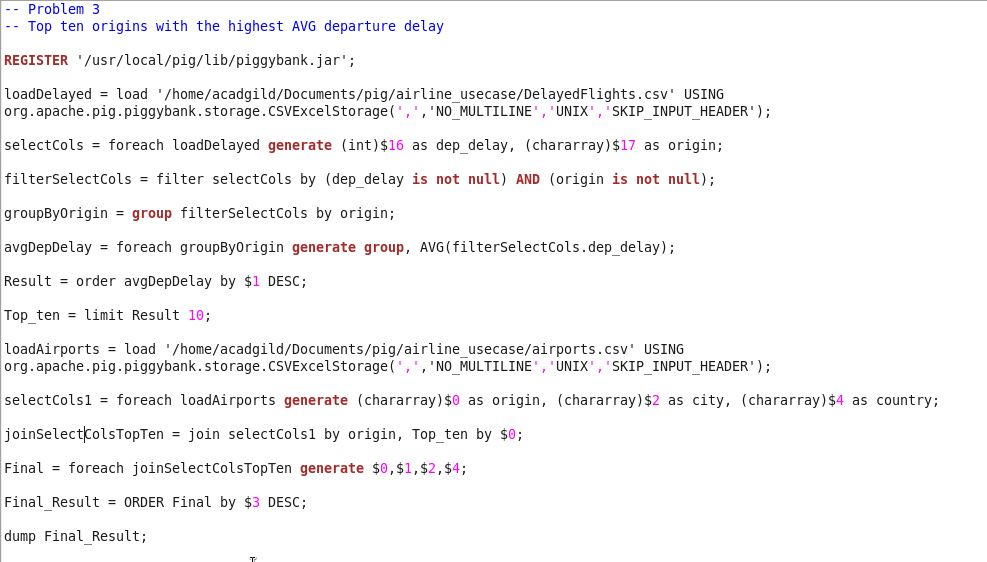 -- Problem 3
-- Top ten origins with the highest AVG departure delay
REGISTER '/usr/local/pig/lib/piggybank.jar';
loadDelayed = load '/home/acadgild/Documents/pig/airline_usecase/DelayedFlights.csv' USING
org.apache.pig.piggybank.storage.CSVExcelStorage(',','NO_MULTILINE','UNIX','SKIP_INPUT_HEADER');
selectCols = foreach loadDelayed generate (int)$16 as dep_delay, (chararray)$17 as origin;
filterSelectCols = filter selectCols by (dep_delay is not null) AND (origin is not null);
groupByOrigin = group filterSelectCols by origin;
avgDepDelay = foreach groupByOrigin generate group, AVG(filterSelectCols.dep_delay);
Result = order avgDepDelay by $1 DESC;
Top_ten = limit Result 10;
loadAirports = load '/home/acadgild/Documents/pig/airline_usecase/airports.csv' USING
org.apache.pig.piggybank.storage.CSVExcelStorage(',','NO_MULTILINE','UNIX','SKIP_INPUT_HEADER');
selectCols1 = foreach loadAirports generate (chararray)$0 as origin, (chararray)$2 as city, (chararray)$4 as country;
joinSelectColsTopTen = join selectCols1 by origin, Top_ten by $0;
Final = foreach joinSelectColsTopTen generate $0,$1,$2,$4;
Final_Result = ORDER Final by $3 DESC;
dump Final_Result;